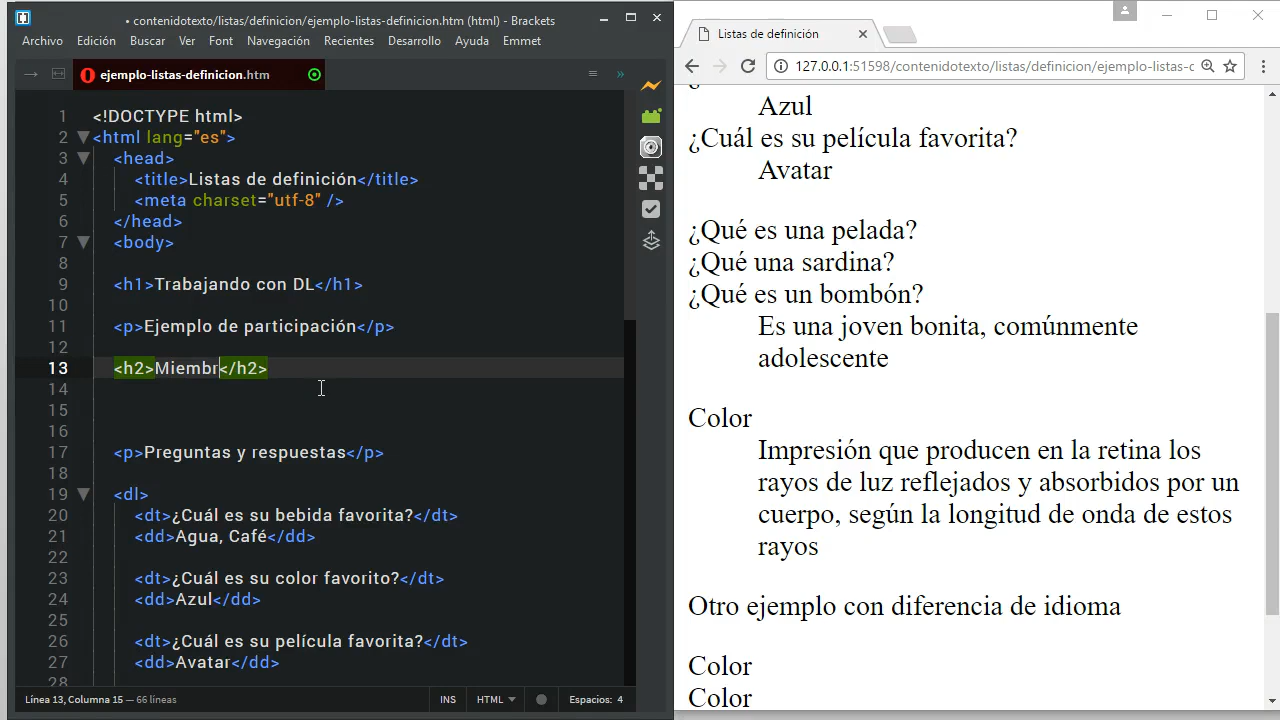 • contenidotexto/listas/definicion/ejemplo-listas-definicion.htm (html) - Brackets
Archivo Edición Buscar V Font Navegación Recientes Desarrollo Ayuda Emmet
ejemplo-listas-definicion.htm
1 <!DOCTYPE html>
2 <html lang="es">
3 <head>
4 <title>Listas de definición</title>
5 <meta charset="utf-8" />
6 </head>
7 <body>
8
9 <h1>Trabajando con DL</h1>
10
11 <p>Ejemplo de participación</p>
12
13 <h2>Miembr</h2>
14
15
16
17 <p>Preguntas y respuestas</p>
18
19 <dl>
20 <dt>¿Cuál es su bebida favorita?</dt>
21 <dd>Agua, Café</dd>
22
23 <dt>¿Cuál es su color favorito?</dt>
24 <dd>Azul</dd>
25
26 <dt>¿Cuál es su película favorita?</dt>
27 <dd>Avatar</dd>
28
Línea 13, Columna 15 — 66 líneas INS HTML Espacios: 4
Listas de definición
127.0.0.1:51598/contenidotexto/listas/definicion/ejemplo-listas-c
Azul
¿Cuál es su película favorita?
Avatar
¿Qué es una pelada?
¿Qué una sardina?
¿Qué es un bombón?
Es una joven bonita, comúnmente
adolescente
Color
Impresión que producen en la retina los
rayos de luz reflejados y absorbidos por un
cuerpo, según la longitud de onda de estos
rayos
Otro ejemplo con diferencia de idioma
Color
Color